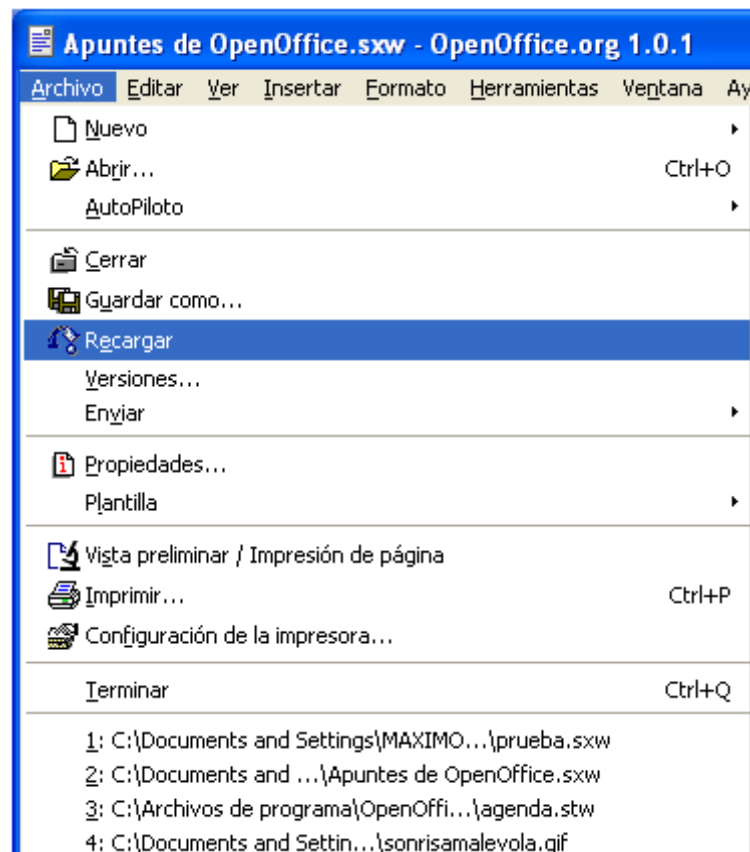 Apuntes de OpenOffice.sxw - OpenOffice.org 1.0.1
Archivo Editar Ver Insertar Formato Herramientas Ventana Ay
Nuevo
Abrir... Ctrl+O
AutoPiloto
Cerrar
Guardar como...
Recargar
Versiones...
Enviar
Propiedades...
Plantilla
Vista preliminar / Impresión de página
Imprimir... Ctrl+P
Configuración de la impresora...
Terminar Ctrl+Q
1: C:\Documents and Settings\MAXIMO...\prueba.sxw
2: C:\Documents and ...\Apuntes de OpenOffice.sxw
3: C:\Archivos de programa\OpenOffi...\agenda.stw
4: C:\Documents and Settin...\sonrisamalevola.gif